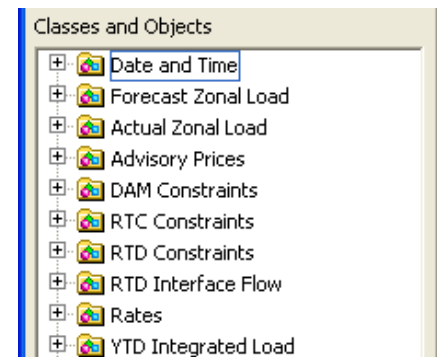 Classes and Objects
Date and Time
Forecast Zonal Load
Actual Zonal Load
Advisory Prices
DAM Constraints
RTC Constraints
RTD Constraints
RTD Interface Flow
Rates
YTD Integrated Load